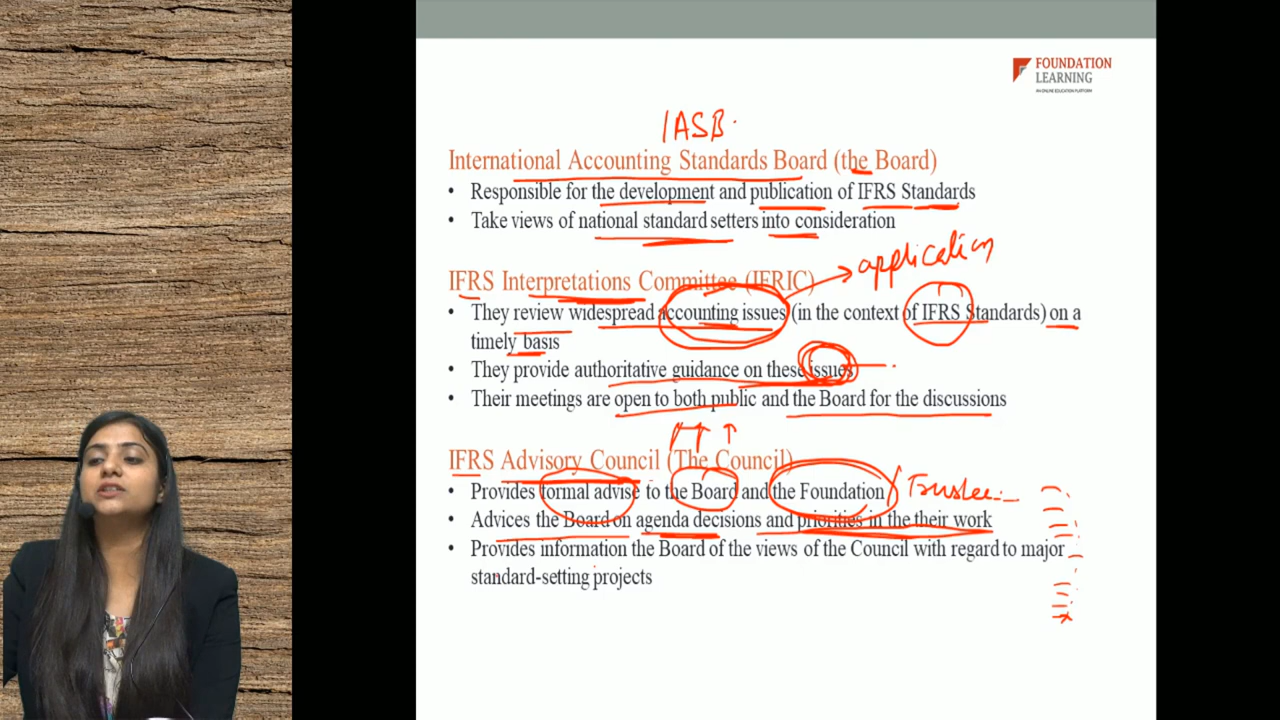 FOUNDATION
LEARNING
AN ONLINE EDUCATION PLATFORM
IASB
International Accounting Standards Board (the Board)
• Responsible for the development and publication of IFRS Standards
• Take views of national standard setters into consideration
application
IFRS Interpretations Committee (IFRIC)
• They review widespread accounting issues (in the context of IFRS Standards) on a
timely basis
• They provide authoritative guidance on these issues
• Their meetings are open to both public and the Board for the discussions
IFRS Advisory Council (The Council)
• Provides formal advise to the Board and the Foundation / Trustee
• Advices the Board on agenda decisions and priorities in the their work
• Provides information the Board of the views of the Council with regard to major
standard-setting projects